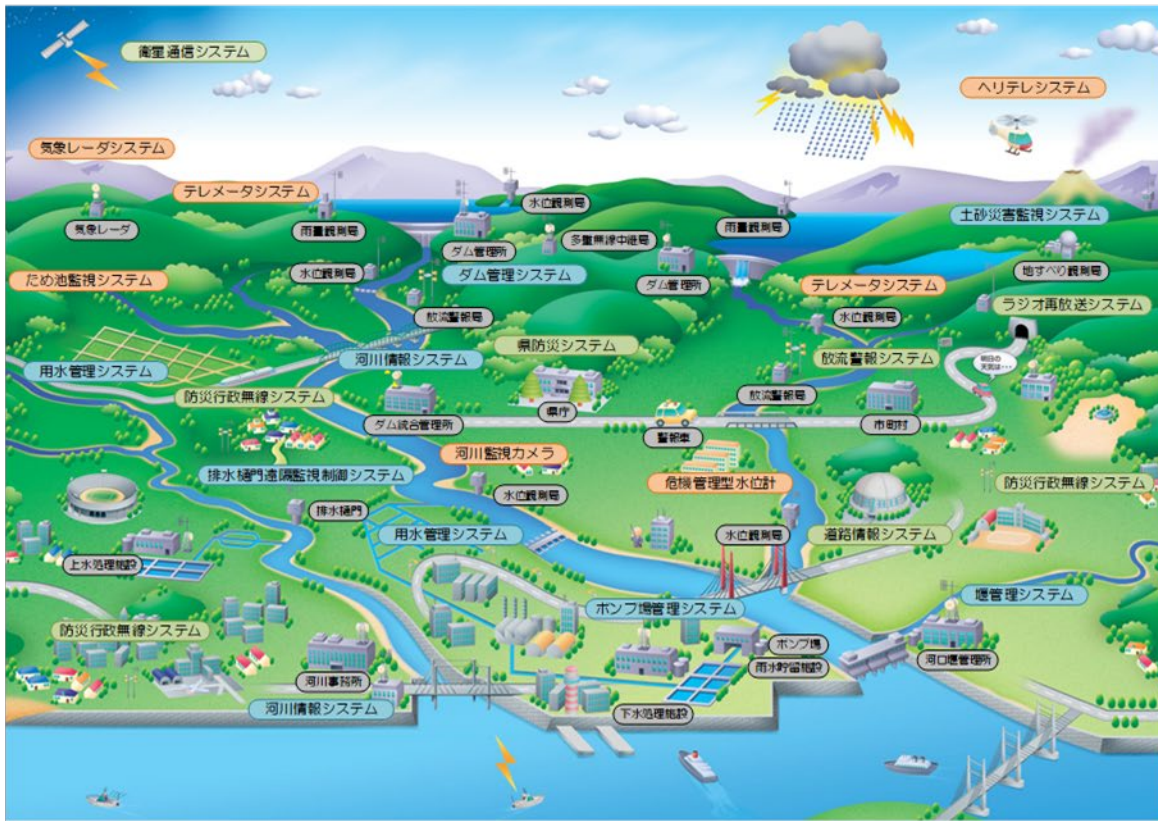 衛星通信システム
ヘリテレシステム
気象レーダシステム
テレメータシステム
水位観測局
土砂災害監視システム
気象レーダ
雨量観測局
ダム管理所
多重無線中継局
雨量観測局
水位観測局
ダム管理システム
ダム管理所
地すべり観測局
ため池監視システム
テレメータシステム
ラジオ再放送システム
放流警報局
水位観測局
県防災システム
河川情報システム
放流警報システム
明日の
天気は・・・
用水管理システム
防災行政無線システム
放流警報局
県庁
ダム統合管理所
警報車
市町村
河川監視カメラ
排水樋門遠隔監視制御システム
危機管理型水位計
防災行政無線システム
水位観測局
排水樋門
用水管理システム
水位観測局
道路情報システム
上水処理施設
堰管理システム
ポンプ場管理システム
防災行政無線システム
ポンプ場
河口堰管理所
雨水貯留施設
河川事務所
河川情報システム
下水処理施設